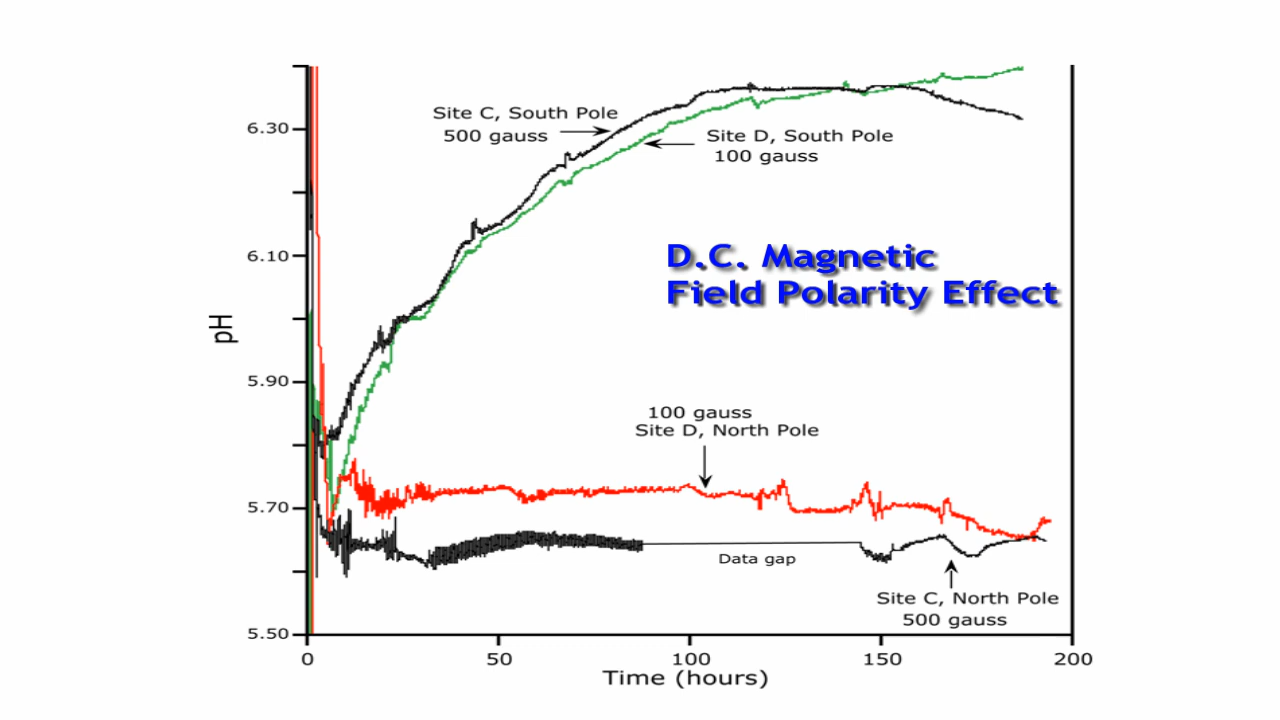 Site C, South Pole
500 gauss
Site D, South Pole
100 gauss
D.C. Magnetic
Field Polarity Effect
100 gauss
Site D, North Pole
Data gap
Site C, North Pole
500 gauss
pH
6.30
6.10
5.90
5.70
5.50
0 50 100 150 200
Time (hours)